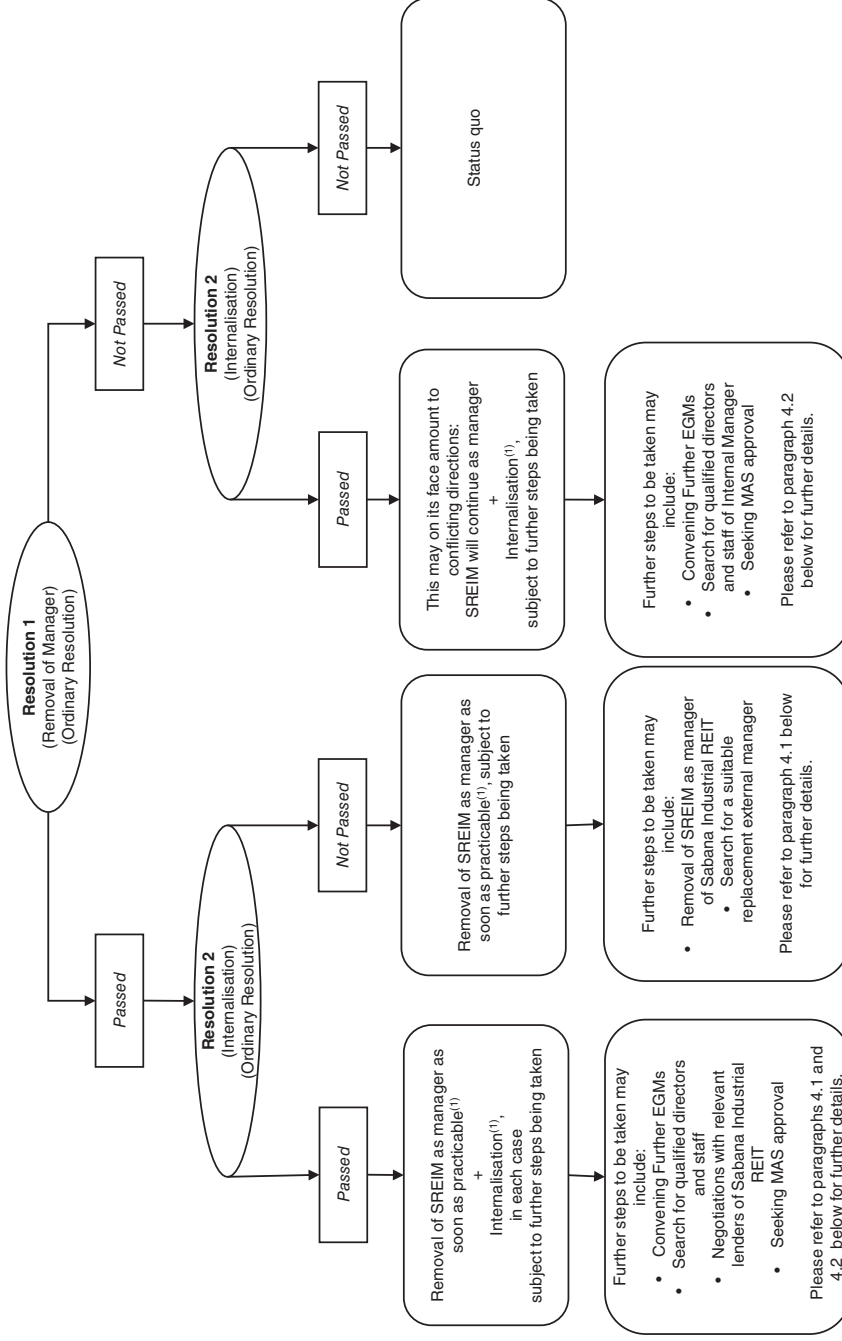 Resolution 1
(Removal of Manager)
(Ordinary Resolution)
Passed
Not Passed
Resolution 2
(Internalisation)
(Ordinary Resolution)
Resolution 2
(Internalisation)
(Ordinary Resolution)
Passed
Not Passed
Passed
Not Passed
Removal of SREIM as manager as
soon as practicable(1)
+
Internalisation(1),
in each case
subject to further steps being taken
Removal of SREIM as manager as
soon as practicable(1), subject to
further steps being taken
This may on its face amount to
conflicting directions:
SREIM will continue as manager
+
Internalisation(1),
subject to further steps being taken
Status quo
Further steps to be taken may
include:
• Convening Further EGMs
• Search for qualified directors
and staff
• Negotiations with relevant
lenders of Sabana Industrial
REIT
• Seeking MAS approval
Please refer to paragraphs 4.1 and
4.2 below for further details.
Further steps to be taken may
include:
• Removal of SREIM as manager
of Sabana Industrial REIT
• Search for a suitable
replacement external manager
Please refer to paragraph 4.1 below
for further details.
Further steps to be taken may
include:
• Convening Further EGMs
• Search for qualified directors
and staff of Internal Manager
• Seeking MAS approval
Please refer to paragraph 4.2
below for further details.